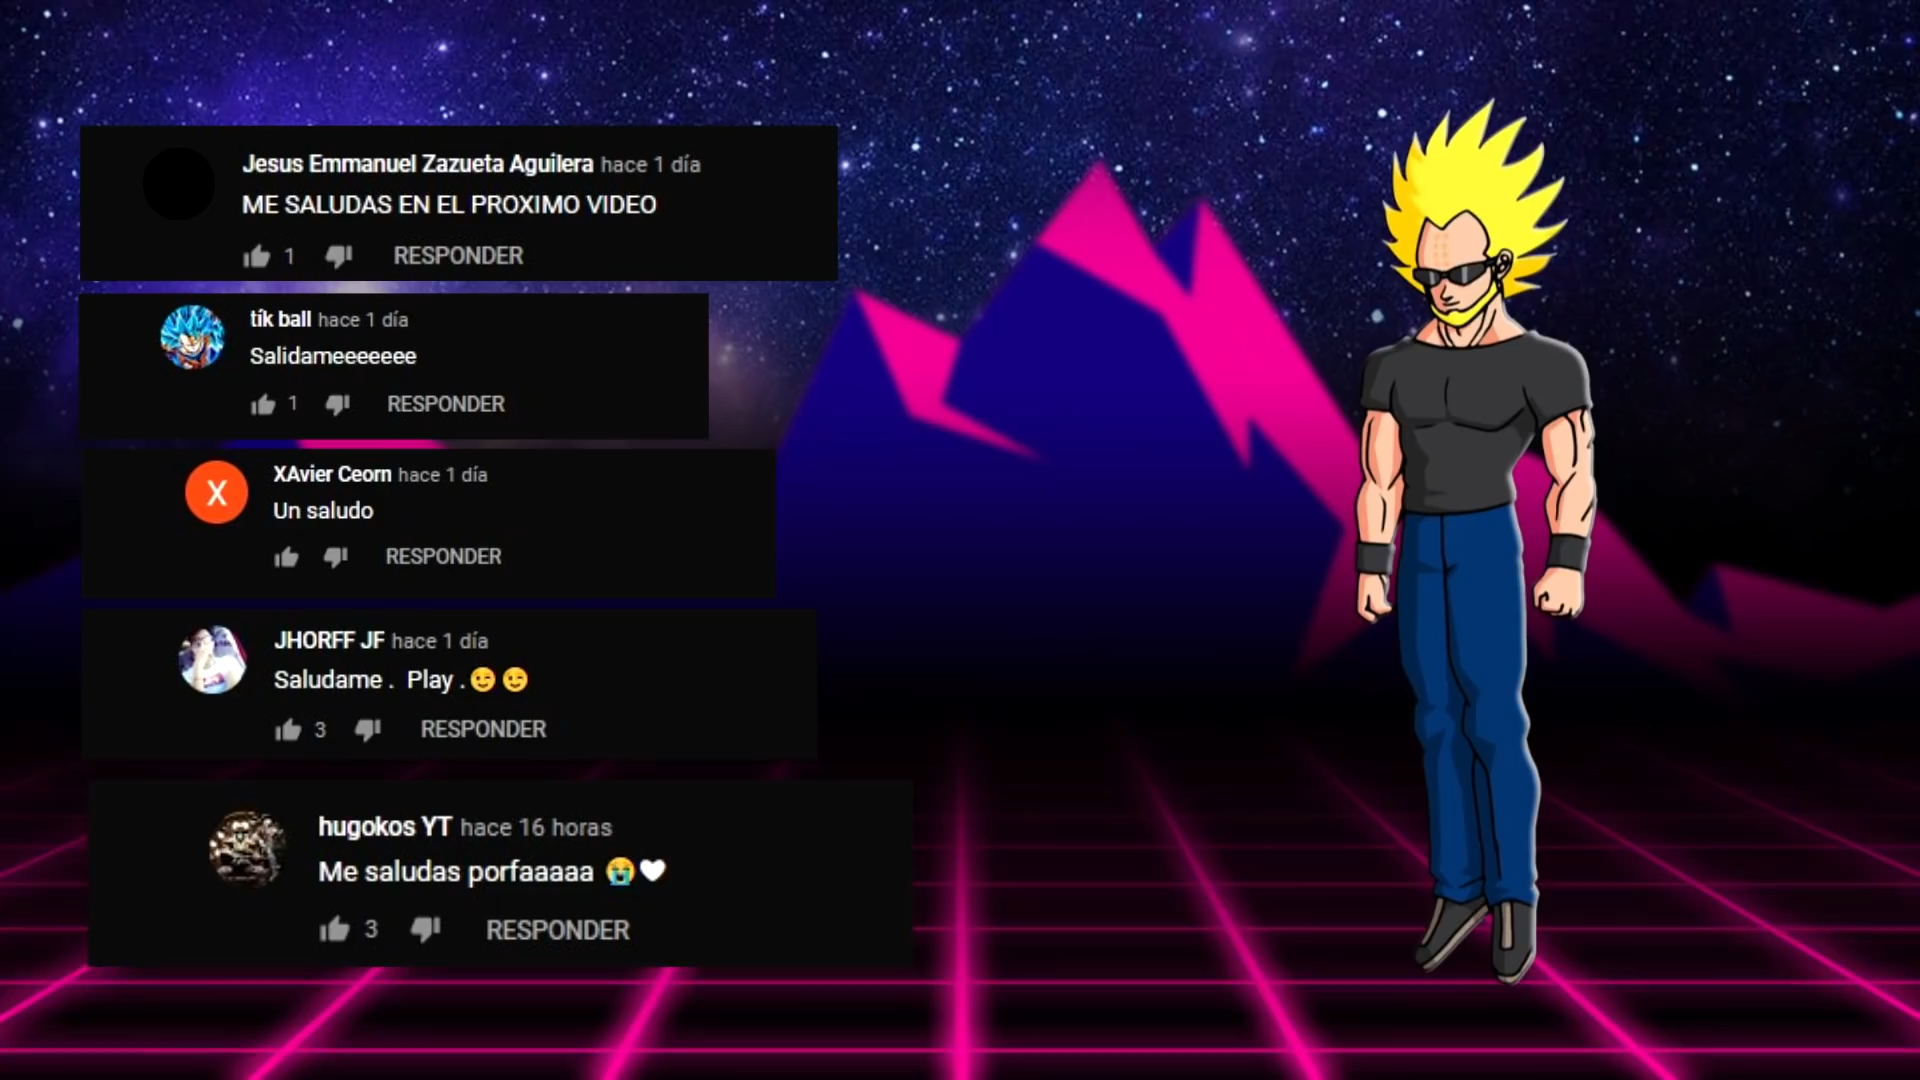 Jesus Emmanuel Zazueta Aguilera hace 1 día
ME SALUDAS EN EL PROXIMO VIDEO
1 RESPONDER
tík ball hace 1 día
Salidameeeeeee
1 RESPONDER
X
XAvier Ceorn hace 1 día
Un saludo
RESPONDER
JHORFF JF hace 1 día
Saludame . Play .😉😉
3 RESPONDER
hugokos YT hace 16 horas
Me saludas porfaaaaa 😭🤍
3 RESPONDER